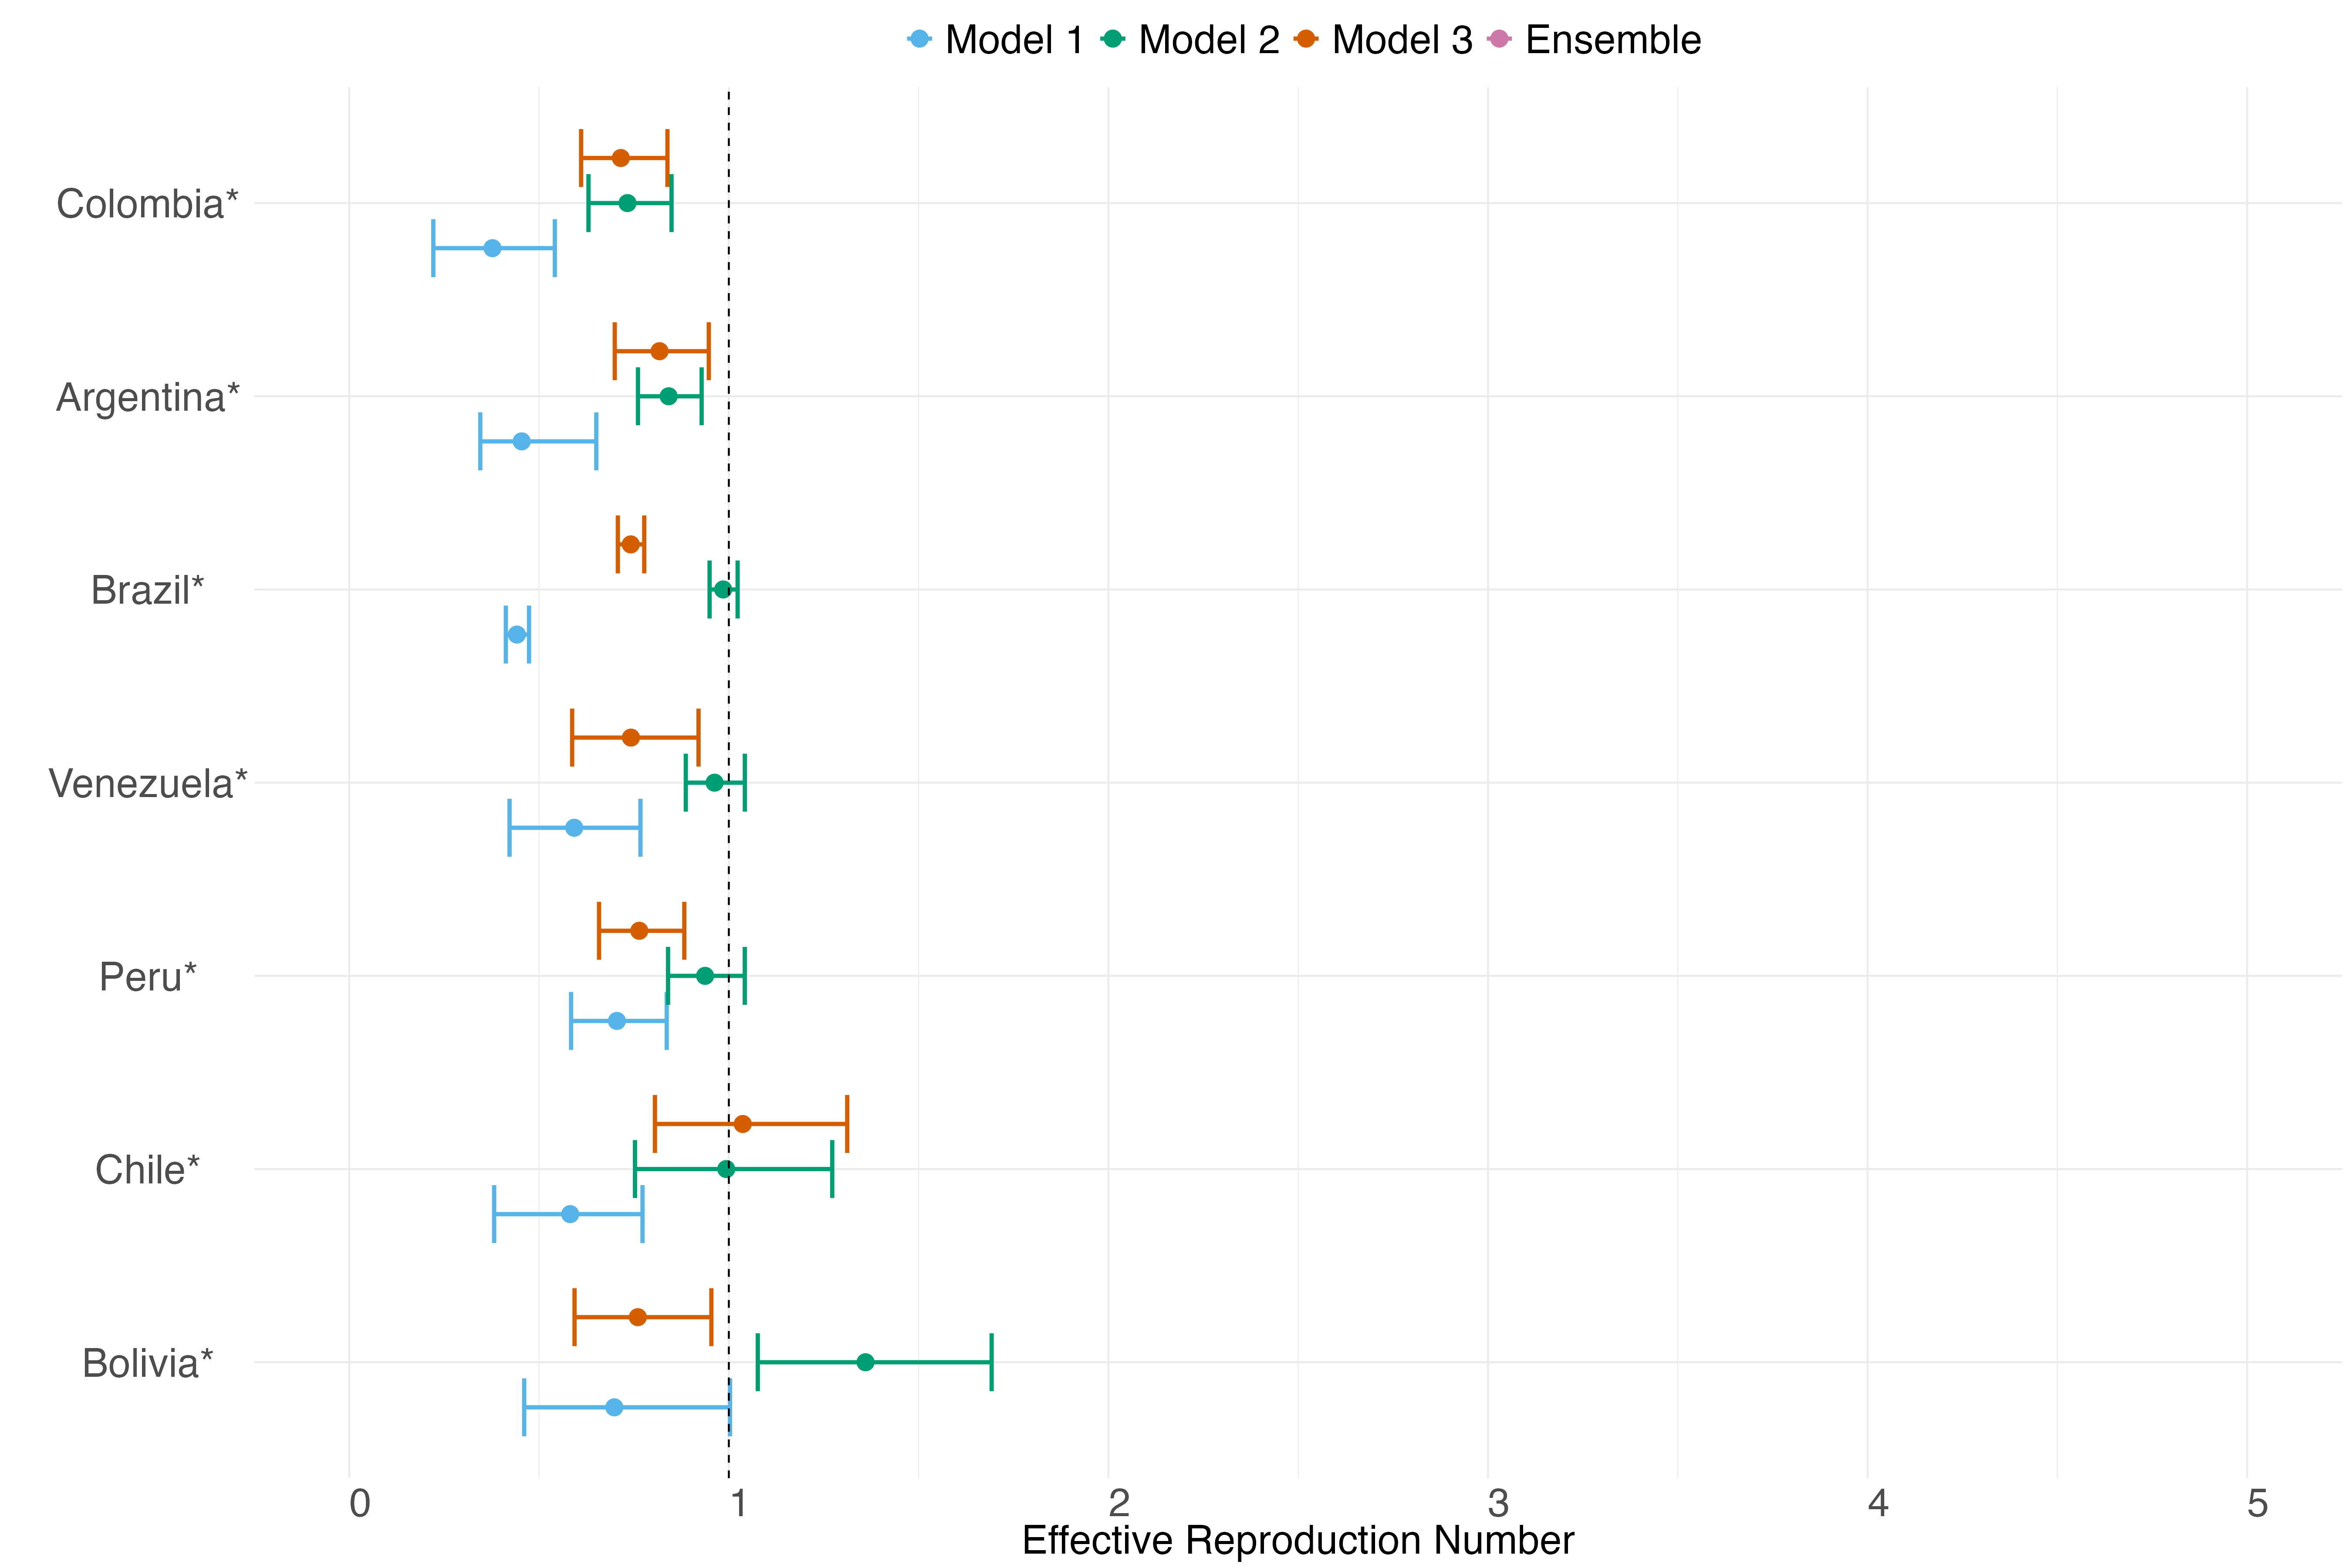 Model 1 Model 2 Model 3 Ensemble
Colombia*
Argentina*
Brazil*
Venezuela*
Peru*
Chile*
Bolivia*
0 1 2 3 4 5
Effective Reproduction Number